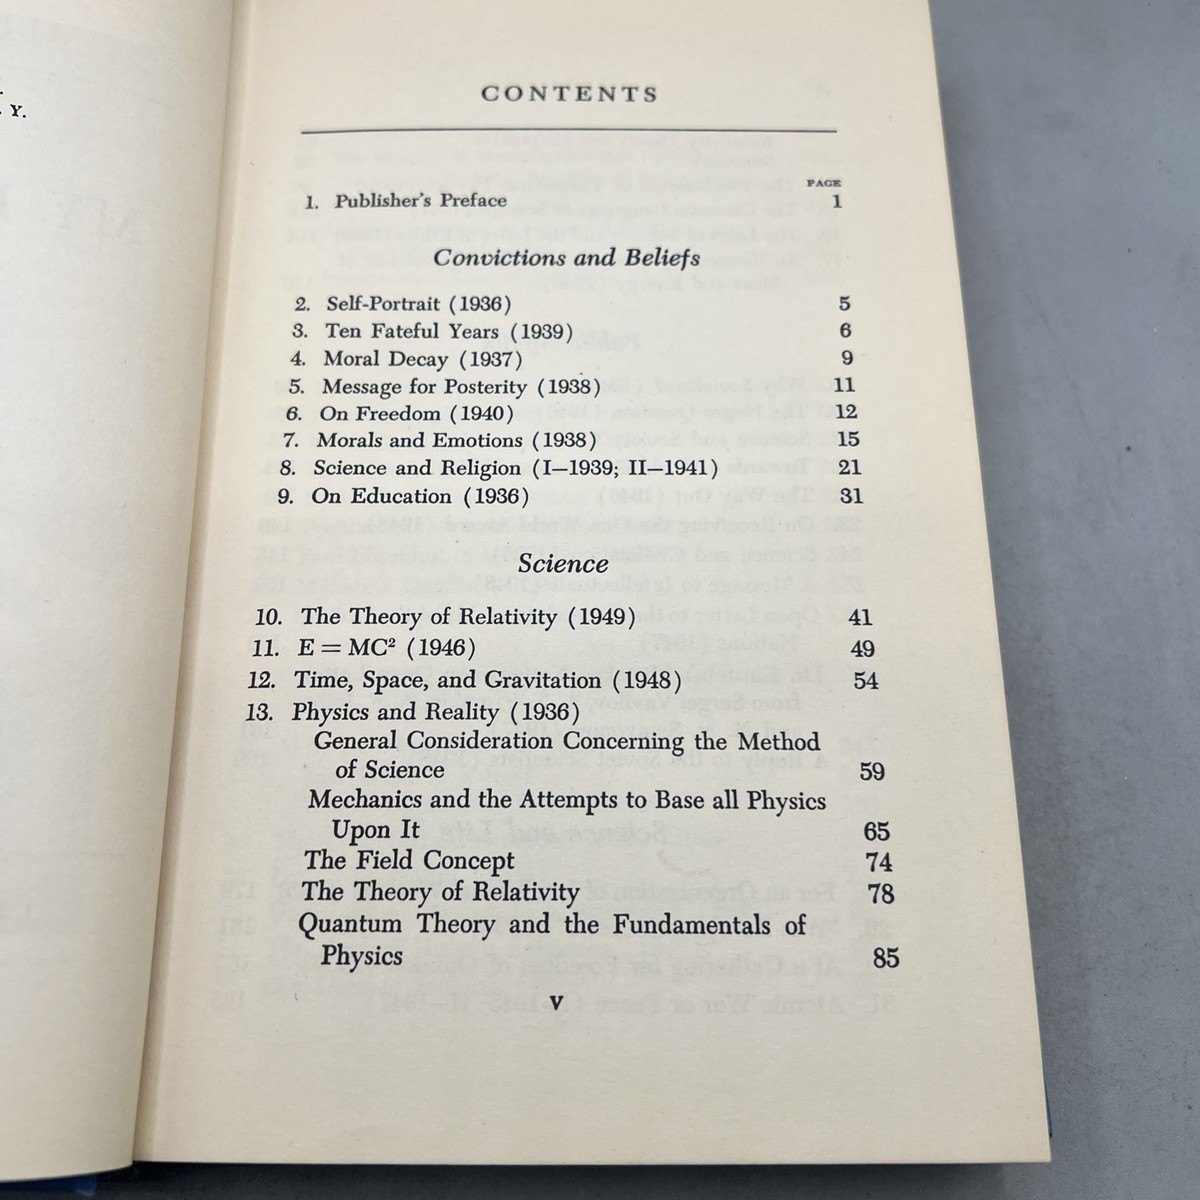 Y.
CONTENTS
PAGE
1. Publisher's Preface 1
Convictions and Beliefs
2. Self-Portrait (1936) 5
3. Ten Fateful Years (1939) 6
4. Moral Decay (1937) 9
5. Message for Posterity (1938) 11
6. On Freedom (1940) 12
7. Morals and Emotions (1938) 15
8. Science and Religion (I—1939; II—1941) 21
9. On Education (1936) 31
Science
10. The Theory of Relativity (1949) 41
11. E = MC² (1946) 49
12. Time, Space, and Gravitation (1948) 54
13. Physics and Reality (1936)
General Consideration Concerning the Method
of Science 59
Mechanics and the Attempts to Base all Physics
Upon It 65
The Field Concept 74
The Theory of Relativity 78
Quantum Theory and the Fundamentals of
Physics 85
v